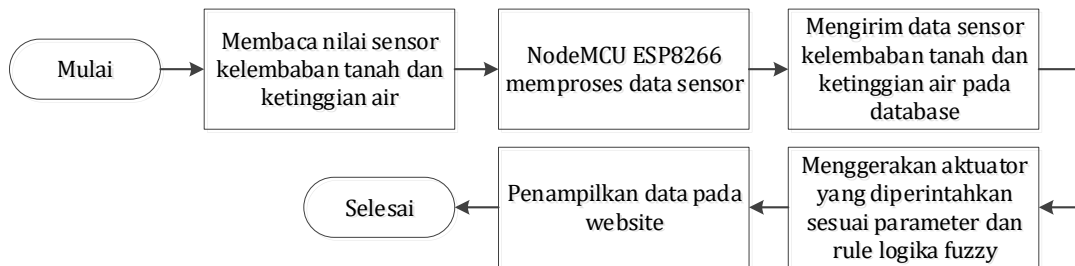 Mulai
Membaca nilai sensor
kelembaban tanah dan
ketinggian air
NodeMCU ESP8266
memproses data sensor
Mengirim data sensor
kelembaban tanah dan
ketinggian air pada
database
Menggerakan aktuator
yang diperintahkan
sesuai parameter dan
rule logika fuzzy
Penampilkan data pada
website
Selesai